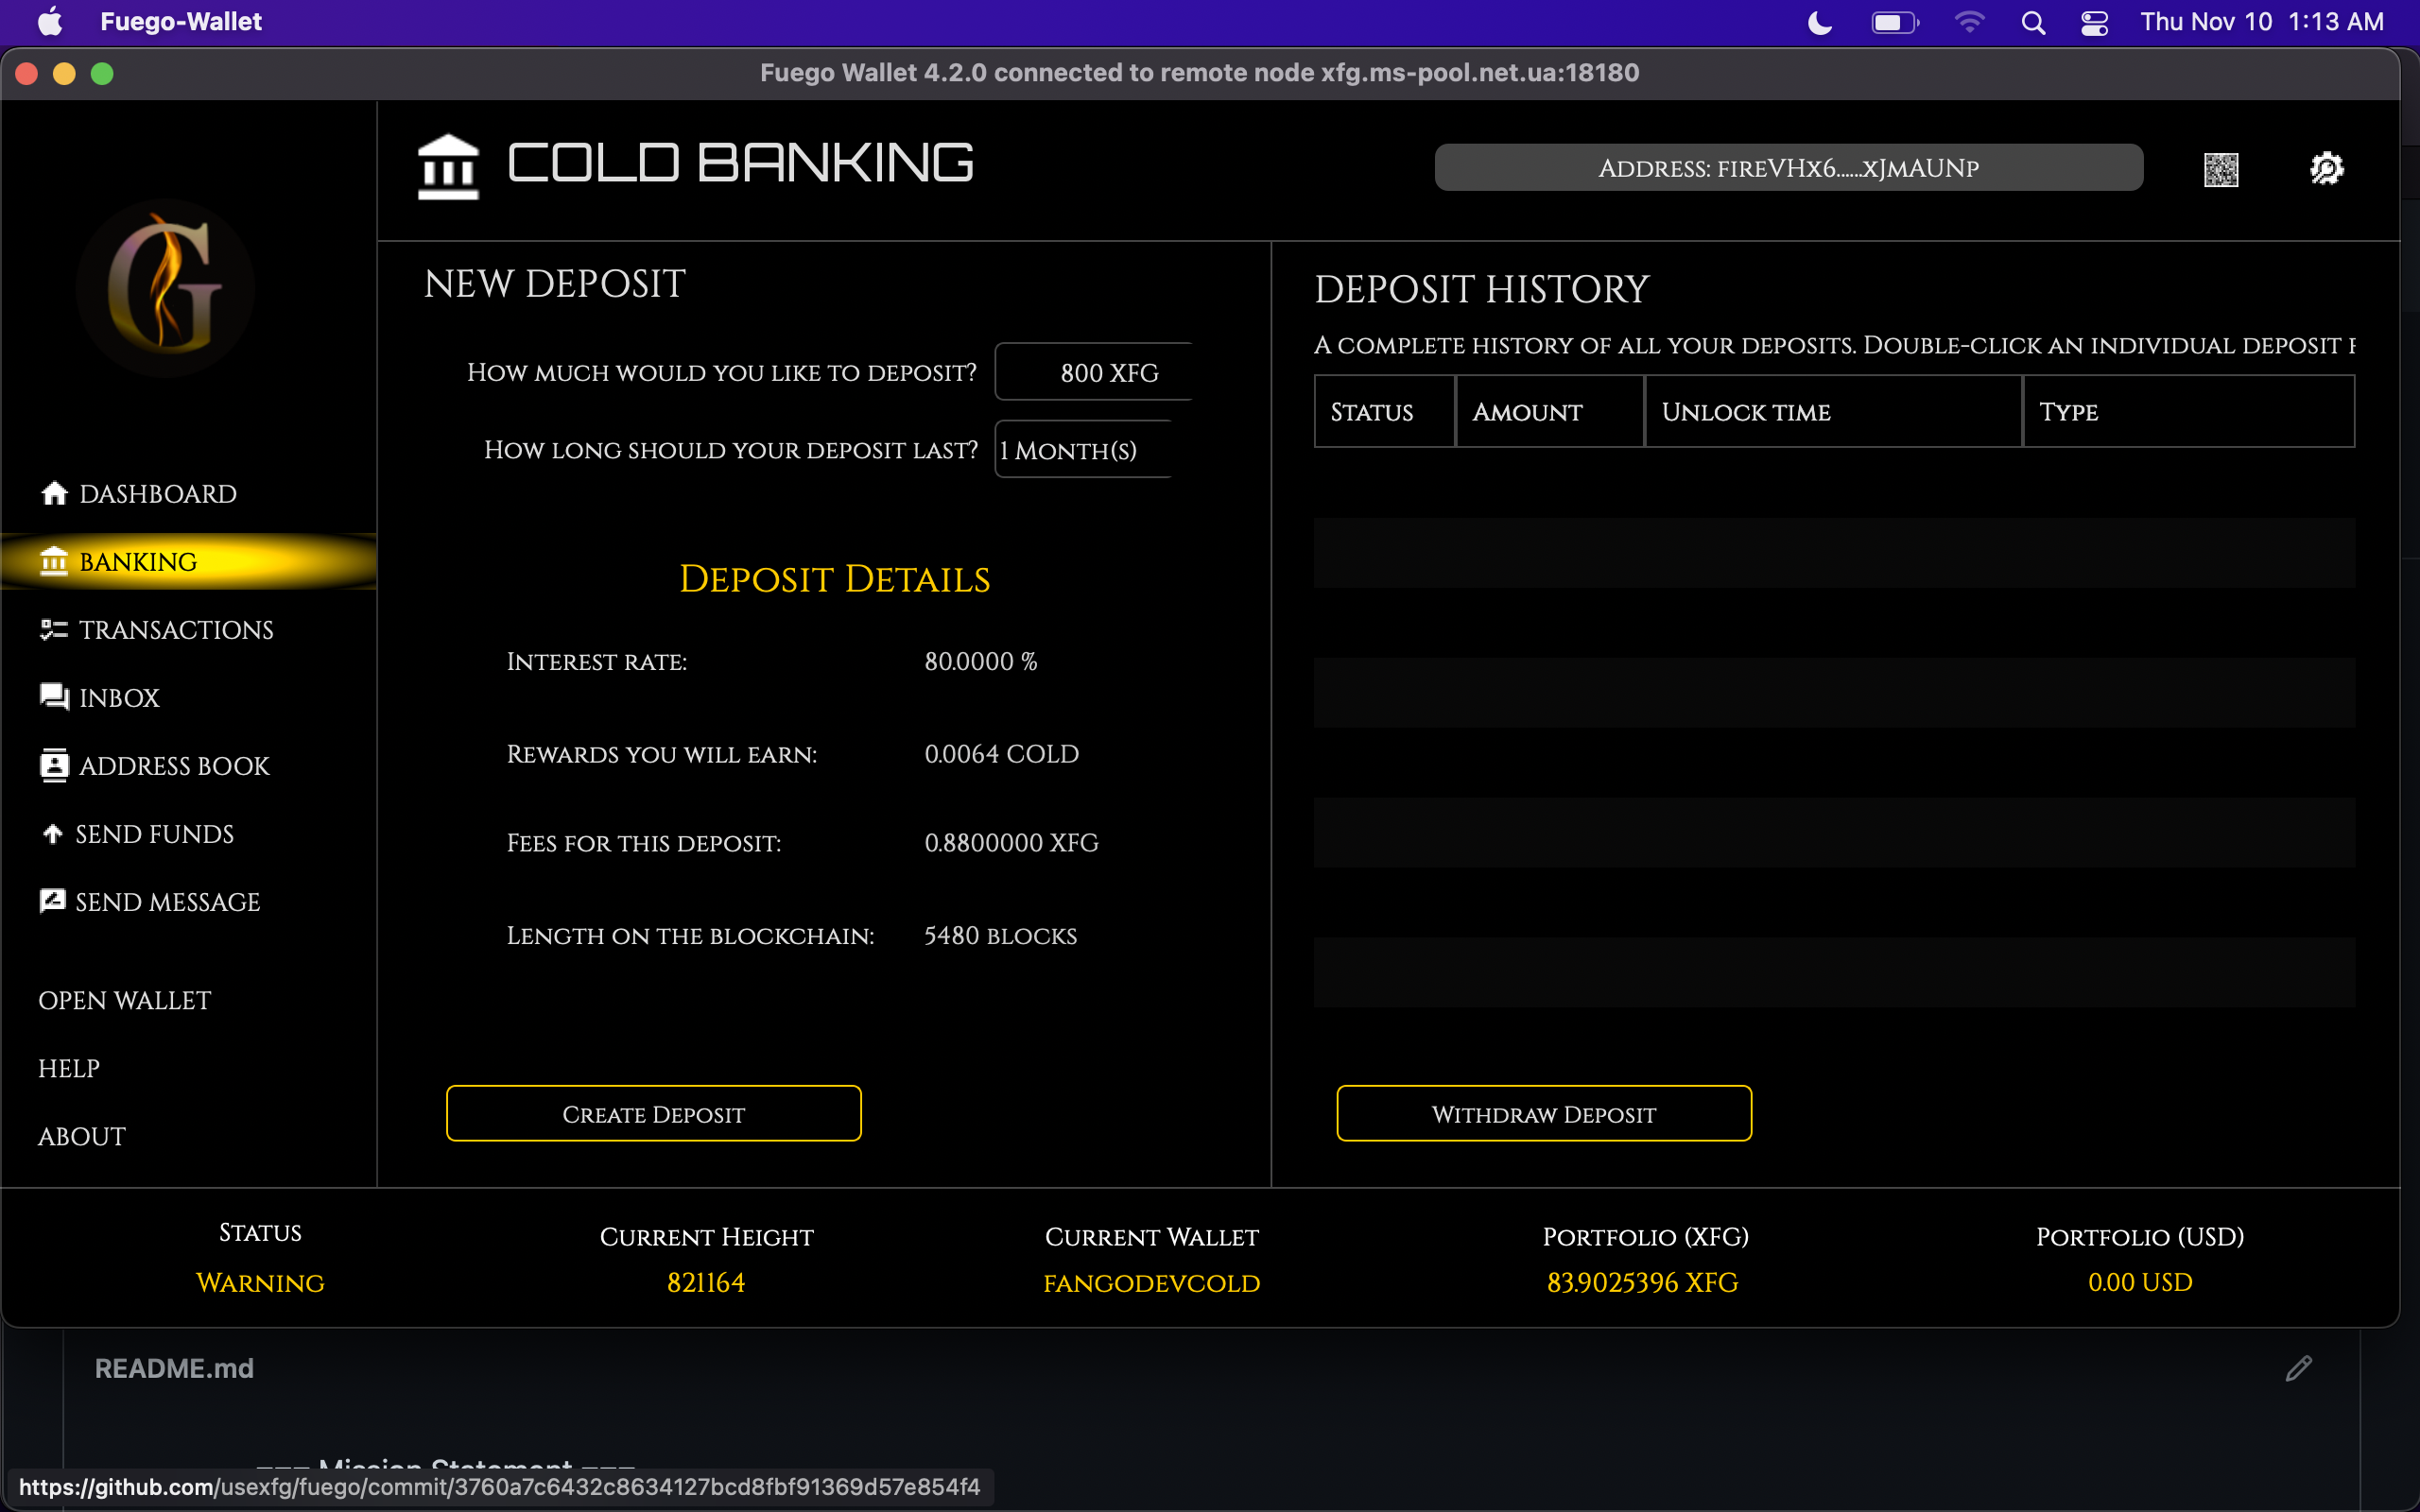 Fuego-Wallet
Thu Nov 10 1:13 AM
Fuego Wallet 4.2.0 connected to remote node xfg.ms-pool.net.ua:18180
COLD BANKING
Address: fireVHx6......xJmAUNp
G
DASHBOARD
BANKING
TRANSACTIONS
INBOX
ADDRESS BOOK
SEND FUNDS
SEND MESSAGE
OPEN WALLET
HELP
ABOUT
NEW DEPOSIT
How much would you like to deposit? 800 XFG
How long should your deposit last? 1 Month(s)
Deposit Details
Interest rate: 80.0000 %
Rewards you will earn: 0.0064 COLD
Fees for this deposit: 0.8800000 XFG
Length on the blockchain: 5480 blocks
Create Deposit
DEPOSIT HISTORY
A complete history of all your deposits. Double-click an individual deposit
Status Amount Unlock time Type
Withdraw Deposit
Status Current Height Current Wallet Portfolio (XFG) Portfolio (USD)
Warning 821164 fangodevcold 83.9025396 XFG 0.00 USD
README.md
=== Mission Statement ===
https://github.com/usexfg/fuego/commit/3760a7c6432c8634127bcd8fbf91369d57e854f4